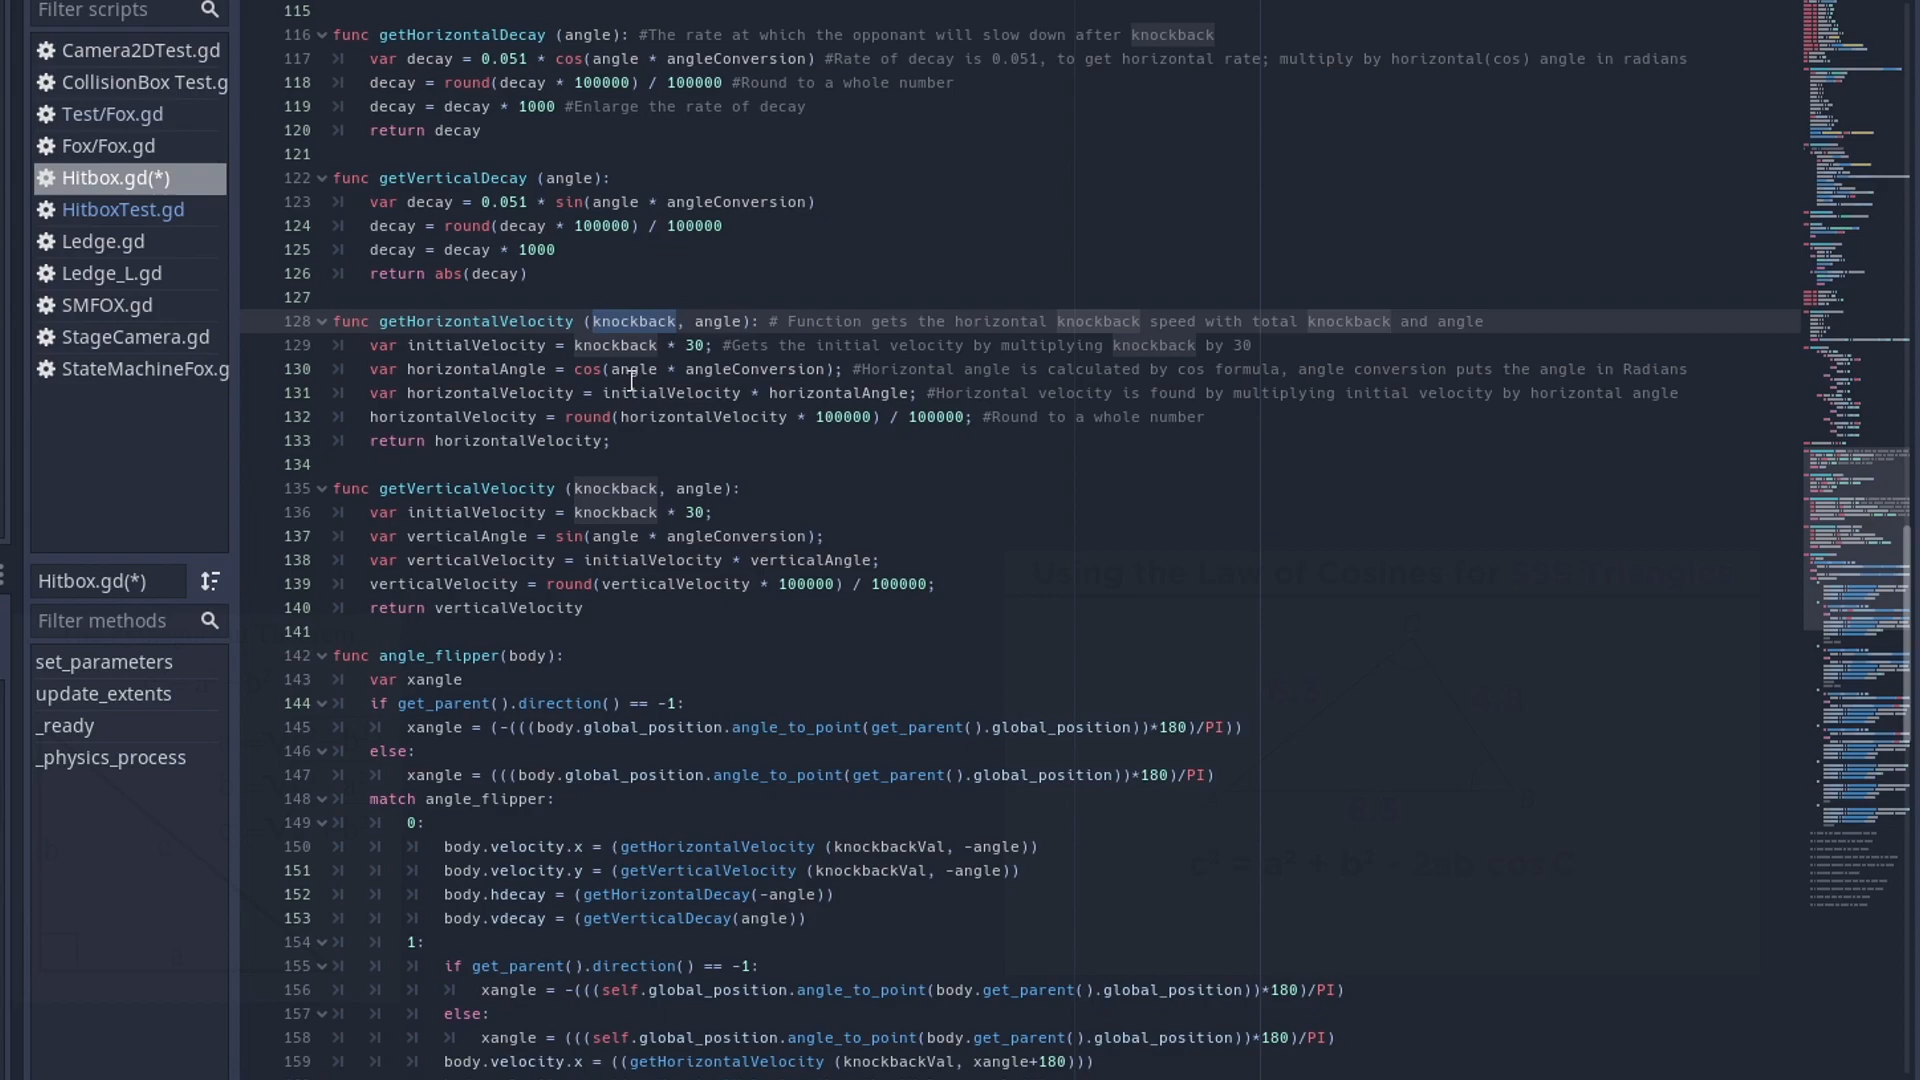 Filter scripts
Camera2DTest.gd
CollisionBox Test.g
Test/Fox.gd
Fox/Fox.gd
Hitbox.gd(*)
HitboxTest.gd
Ledge.gd
Ledge_L.gd
SMFOX.gd
StageCamera.gd
StateMachineFox.g
Hitbox.gd(*)
Filter methods
set_parameters
update_extents
_ready
_physics_process
115
116 func getHorizontalDecay (angle): #The rate at which the opponant will slow down after knockback
117 var decay = 0.051 * cos(angle * angleConversion) #Rate of decay is 0.051, to get horizontal rate; multiply by horizontal(cos) angle in radians
118 decay = round(decay * 100000) / 100000 #Round to a whole number
119 decay = decay * 1000 #Enlarge the rate of decay
120 return decay
121
122 func getVerticalDecay (angle):
123 var decay = 0.051 * sin(angle * angleConversion)
124 decay = round(decay * 100000) / 100000
125 decay = decay * 1000
126 return abs(decay)
127
128 func getHorizontalVelocity (knockback, angle): # Function gets the horizontal knockback speed with total knockback and angle
129 var initialVelocity = knockback * 30; #Gets the initial velocity by multiplying knockback by 30
130 var horizontalAngle = cos(angle * angleConversion); #Horizontal angle is calculated by cos formula, angle conversion puts the angle in Radians
131 var horizontalVelocity = initialVelocity * horizontalAngle; #Horizontal velocity is found by multiplying initial velocity by horizontal angle
132 horizontalVelocity = round(horizontalVelocity * 100000) / 100000; #Round to a whole number
133 return horizontalVelocity;
134
135 func getVerticalVelocity (knockback, angle):
136 var initialVelocity = knockback * 30;
137 var verticalAngle = sin(angle * angleConversion);
138 var verticalVelocity = initialVelocity * verticalAngle;
139 verticalVelocity = round(verticalVelocity * 100000) / 100000;
140 return verticalVelocity
141
142 func angle_flipper(body):
143 var xangle
144 if get_parent().direction() == -1:
145 xangle = (-(((body.global_position.angle_to_point(get_parent().global_position))*180)/PI))
146 else:
147 xangle = (((body.global_position.angle_to_point(get_parent().global_position))*180)/PI)
148 match angle_flipper:
149 0:
150 body.velocity.x = (getHorizontalVelocity (knockbackVal, -angle))
151 body.velocity.y = (getVerticalVelocity (knockbackVal, -angle))
152 body.hdecay = (getHorizontalDecay(-angle))
153 body.vdecay = (getVerticalDecay(angle))
154 1:
155 if get_parent().direction() == -1:
156 xangle = -(((self.global_position.angle_to_point(body.get_parent().global_position))*180)/PI)
157 else:
158 xangle = (((self.global_position.angle_to_point(body.get_parent().global_position))*180)/PI)
159 body.velocity.x = ((getHorizontalVelocity (knockbackVal, xangle+180)))
Using the Law of Cosines for
c² = a² + b² - 2ab cos C